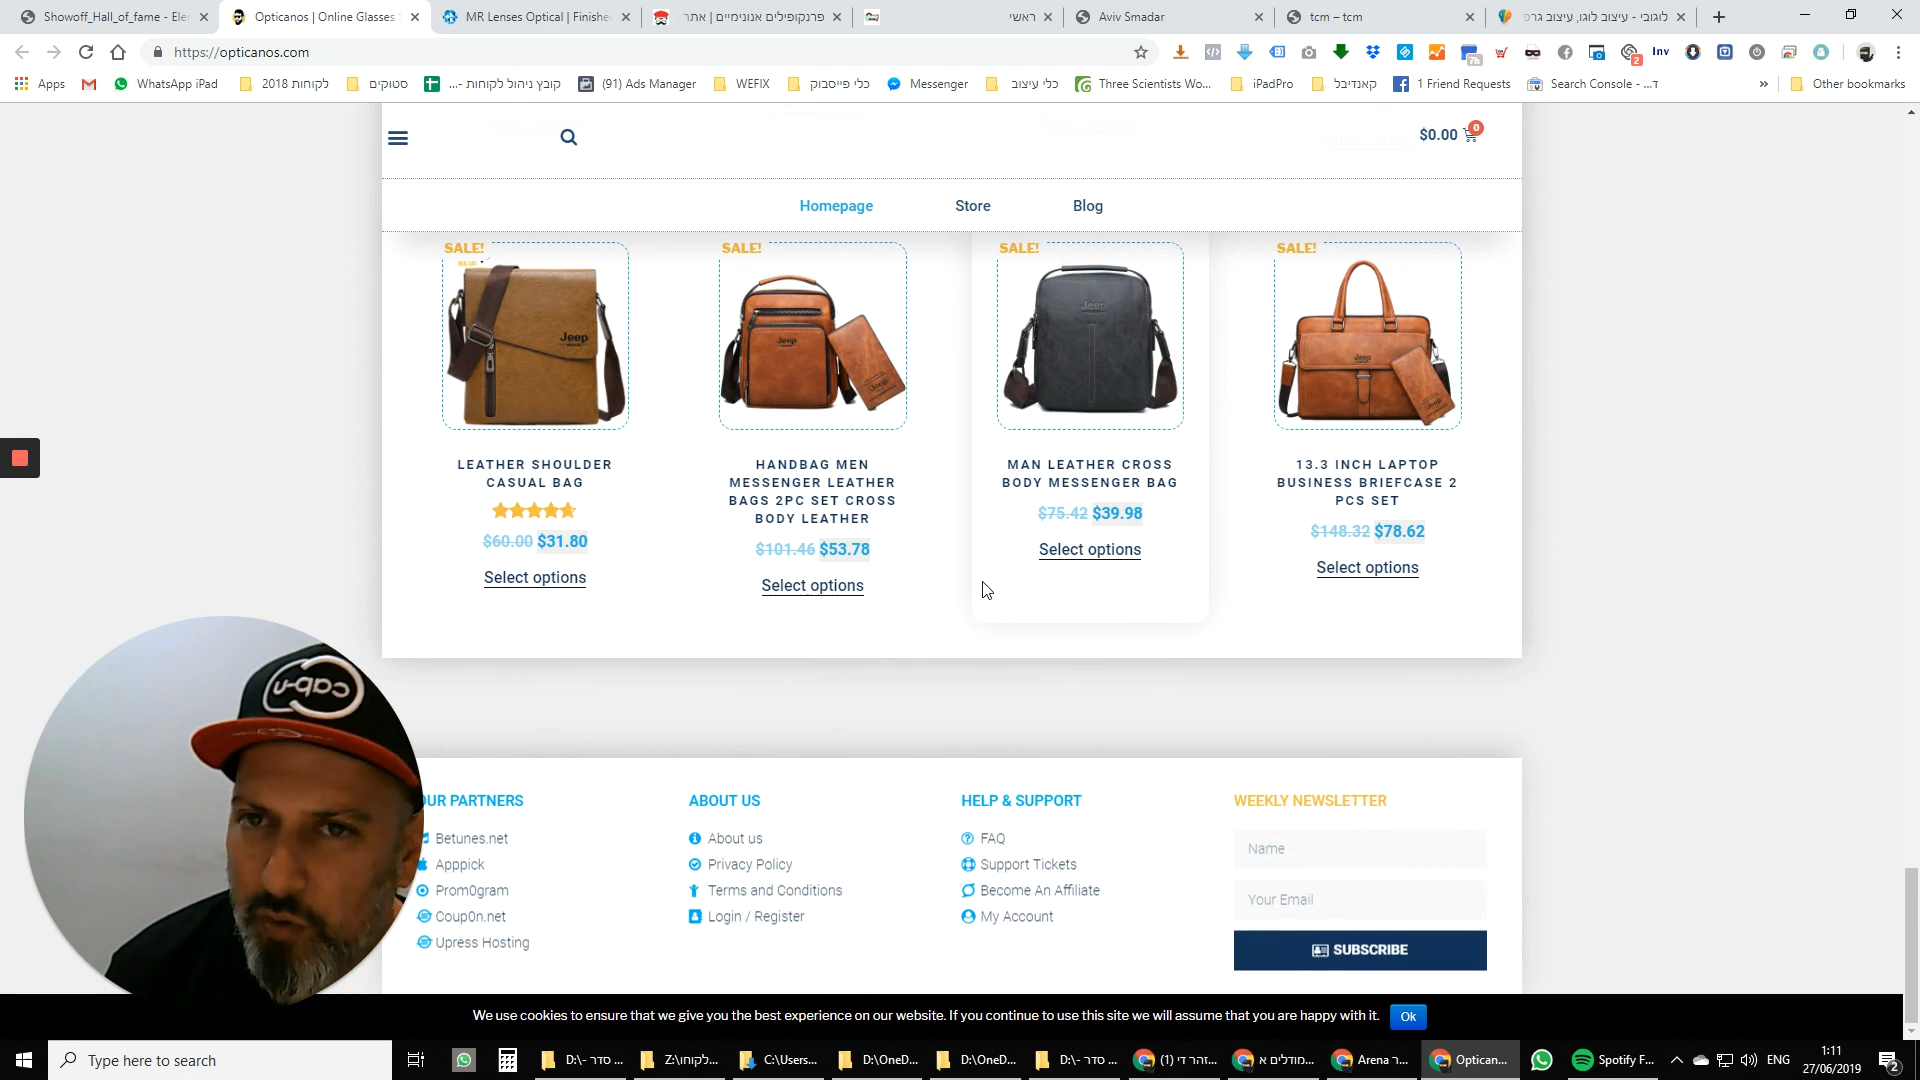 Showoff_Hall_of_fame - Ele
Opticanos | Online Glasses S
MR Lenses Optical | Finishe
פרנקופילים אנונימיים | אתר
ראשי
Aviv Smadar
tcm – tcm
לוגובי - עיצוב לוגו, עיצוב גרפ
https://opticanos.com
7h
2
Inv
Apps
WhatsApp iPad
לקוחות 2018
סטוקים
קובץ ניהול לקוחות -...
(91) Ads Manager
WEFIX
כלי פייסבוק
Messenger
כלי עיצוב
Three Scientists Wo...
iPadPro
קאנדיבל
1 Friend Requests
Search Console - ...ד
»
Other bookmarks
$0.00
0
Homepage
Store
Blog
SALE!
SALE!
SALE!
SALE!
Jeep
Jeep
Jeep
Jeep
LEATHER SHOULDER
CASUAL BAG
$60.00 $31.80
Select options
HANDBAG MEN
MESSENGER LEATHER
BAGS 2PC SET CROSS
BODY LEATHER
$101.46 $53.78
Select options
MAN LEATHER CROSS
BODY MESSENGER BAG
$75.42 $39.98
Select options
13.3 INCH LAPTOP
BUSINESS BRIEFCASE 2
PCS SET
$148.32 $78.62
Select options
cap-u
OUR PARTNERS
Betunes.net
Apppick
Prom0gram
Coup0n.net
Upress Hosting
ABOUT US
About us
Privacy Policy
Terms and Conditions
Login / Register
HELP & SUPPORT
FAQ
Support Tickets
Become An Affiliate
My Account
WEEKLY NEWSLETTER
Name
Your Email
SUBSCRIBE
We use cookies to ensure that we give you the best experience on our website. If you continue to use this site we will assume that you are happy with it.
Ok
Type here to search
D:\- סדר ...
Z:\לקוחו...
C:\Users...
D:\OneD...
D:\OneD...
D:\- סדר ...
(1) זהר די...
מודלים א...
Arena ר...
Optican...
Spotify F...
ENG
1:11
27/06/2019
2